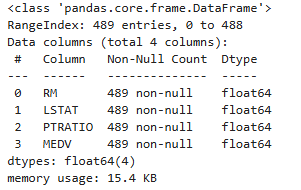 <class 'pandas.core.frame.DataFrame'>
RangeIndex: 489 entries, 0 to 488
Data columns (total 4 columns):
 #   Column   Non-Null Count  Dtype
---  ------   --------------  -----
 0   RM       489 non-null    float64
 1   LSTAT    489 non-null    float64
 2   PTRATIO  489 non-null    float64
 3   MEDV     489 non-null    float64
dtypes: float64(4)
memory usage: 15.4 KB